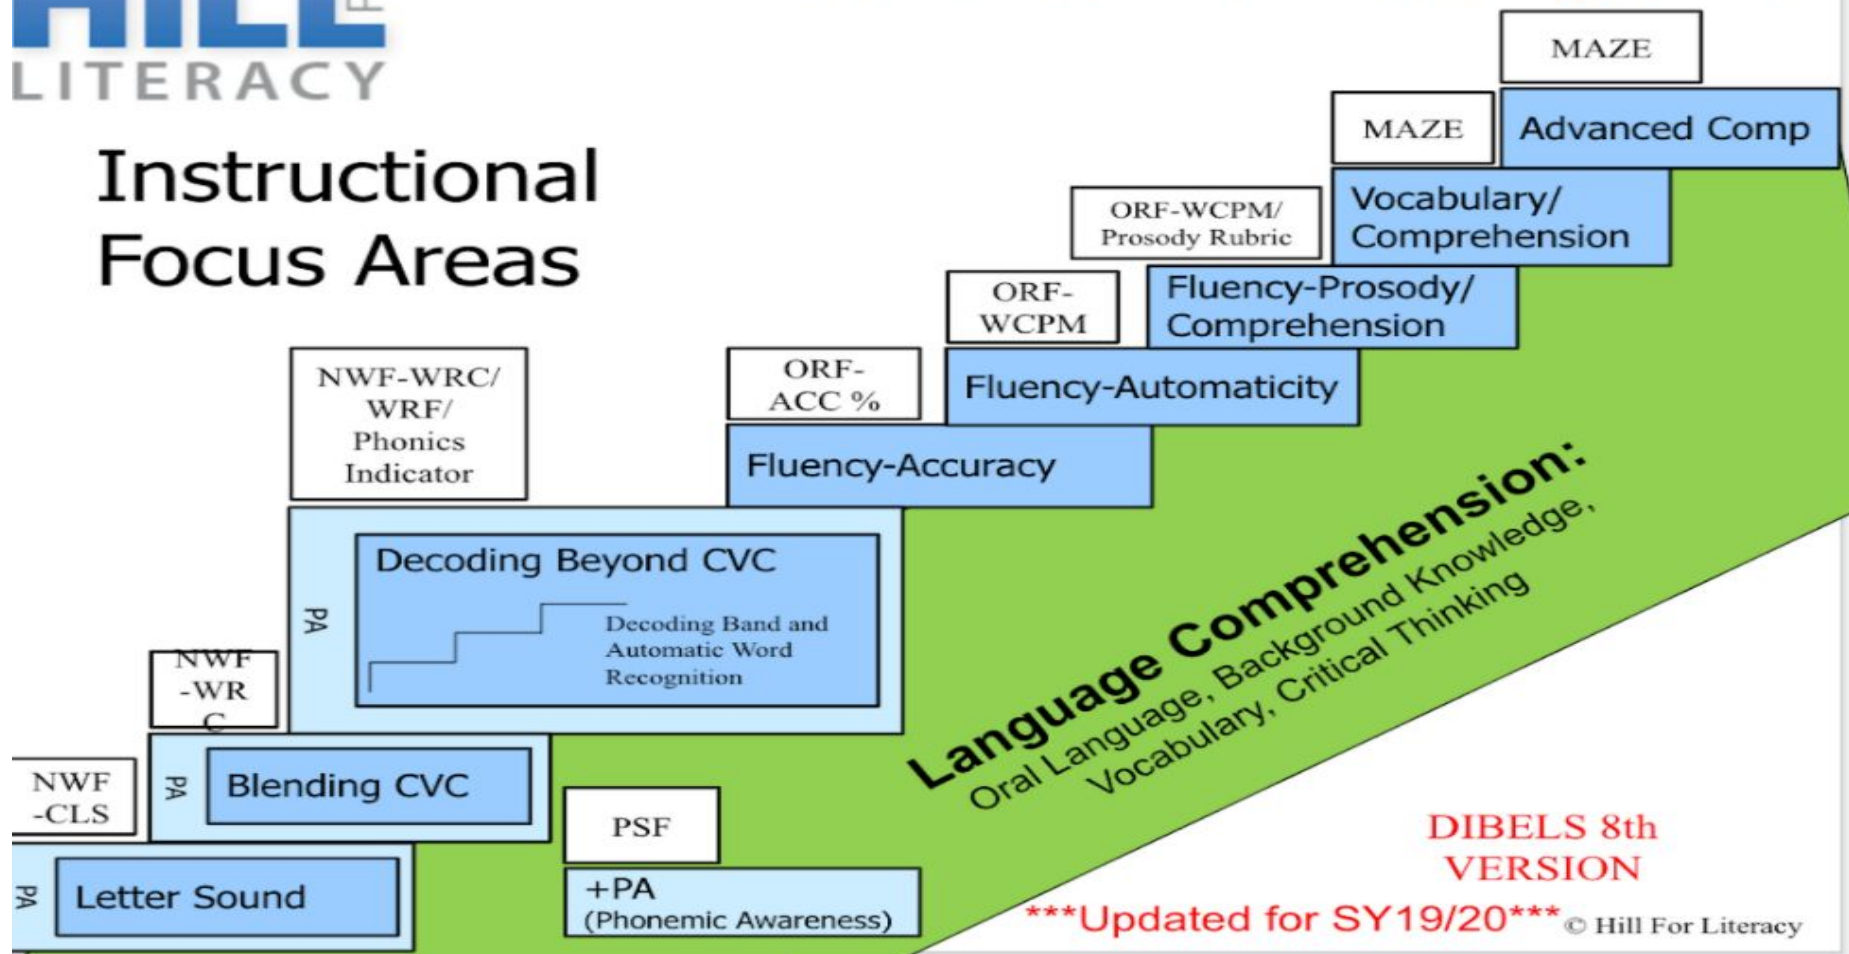 HILL
LITERACY
Instructional
Focus Areas
MAZE
Advanced Comp
MAZE
Vocabulary/
Comprehension
ORF-WCPM/
Prosody Rubric
Fluency-Prosody/
Comprehension
ORF-
WCPM
Fluency-Automaticity
ORF-
ACC %
Fluency-Accuracy
NWF-WRC/
WRF/
Phonics
Indicator
PA
Decoding Beyond CVC
Decoding Band and
Automatic Word
Recognition
NWF
-WR
C
PA
Blending CVC
NWF
-CLS
PA
Letter Sound
PSF
+PA
(Phonemic Awareness)
Language Comprehension:
Oral Language, Background Knowledge,
Vocabulary, Critical Thinking
DIBELS 8th
VERSION
***Updated for SY19/20***
© Hill For Literacy